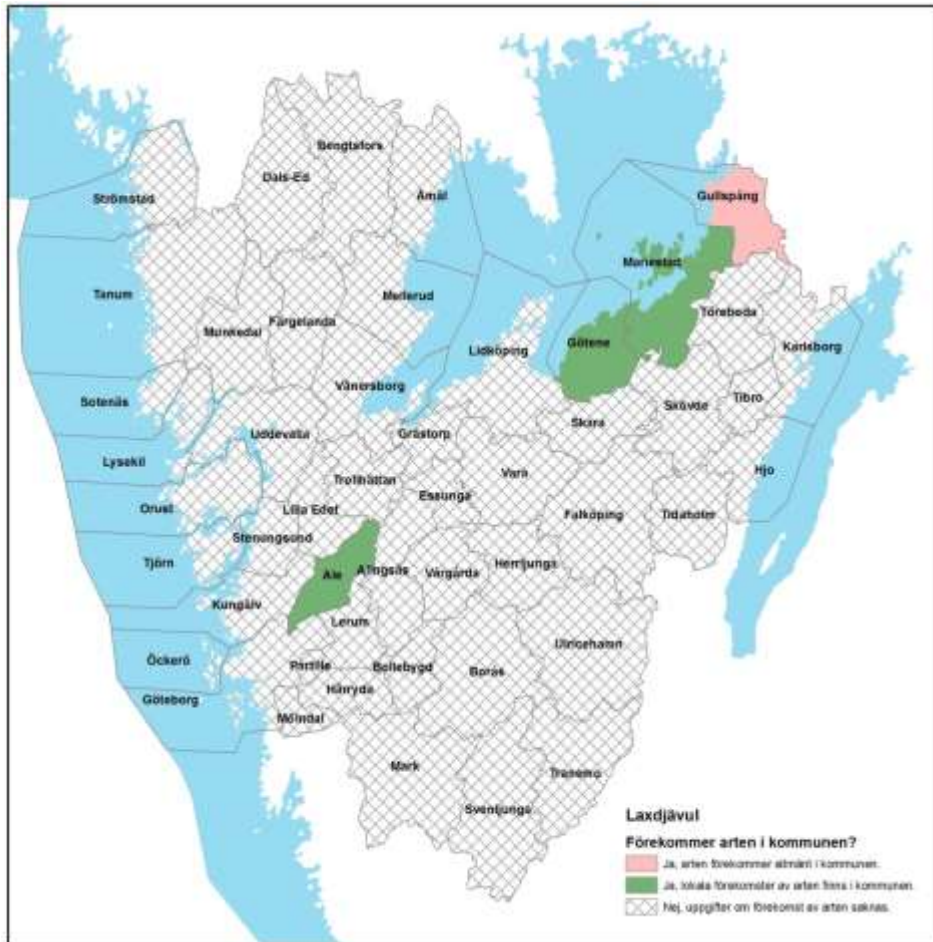 Bengtsfors
Dals-Ed
Åmål
Strömstad
Gullspång
Mariestad
Tanum
Mellerud
Färgelanda
Munkedal
Töreboda
Götene
Karlsborg
Lidköping
Vänersborg
Tibro
Sotenäs
Skövde
Skara
Uddevalla
Grästorp
Lysekil
Hjo
Vara
Trollhättan
Essunga
Orust
Lilla Edet
Falköping
Tidaholm
Stenungsund
Tjörn
Herrljunga
Ale
Alingsås
Vårgårda
Kungälv
Lerum
Ulricehamn
Öckerö
Partille
Bollebygd
Borås
Härryda
Göteborg
Mölndal
Mark
Tranemo
Svenljunga
Laxdjävul
Förekommer arten i kommunen?
Ja, arten förekommer allmänt i kommunen.
Ja, lokala förekomster av arten finns i kommunen.
Nej, uppgifter om förekomst av arten saknas.